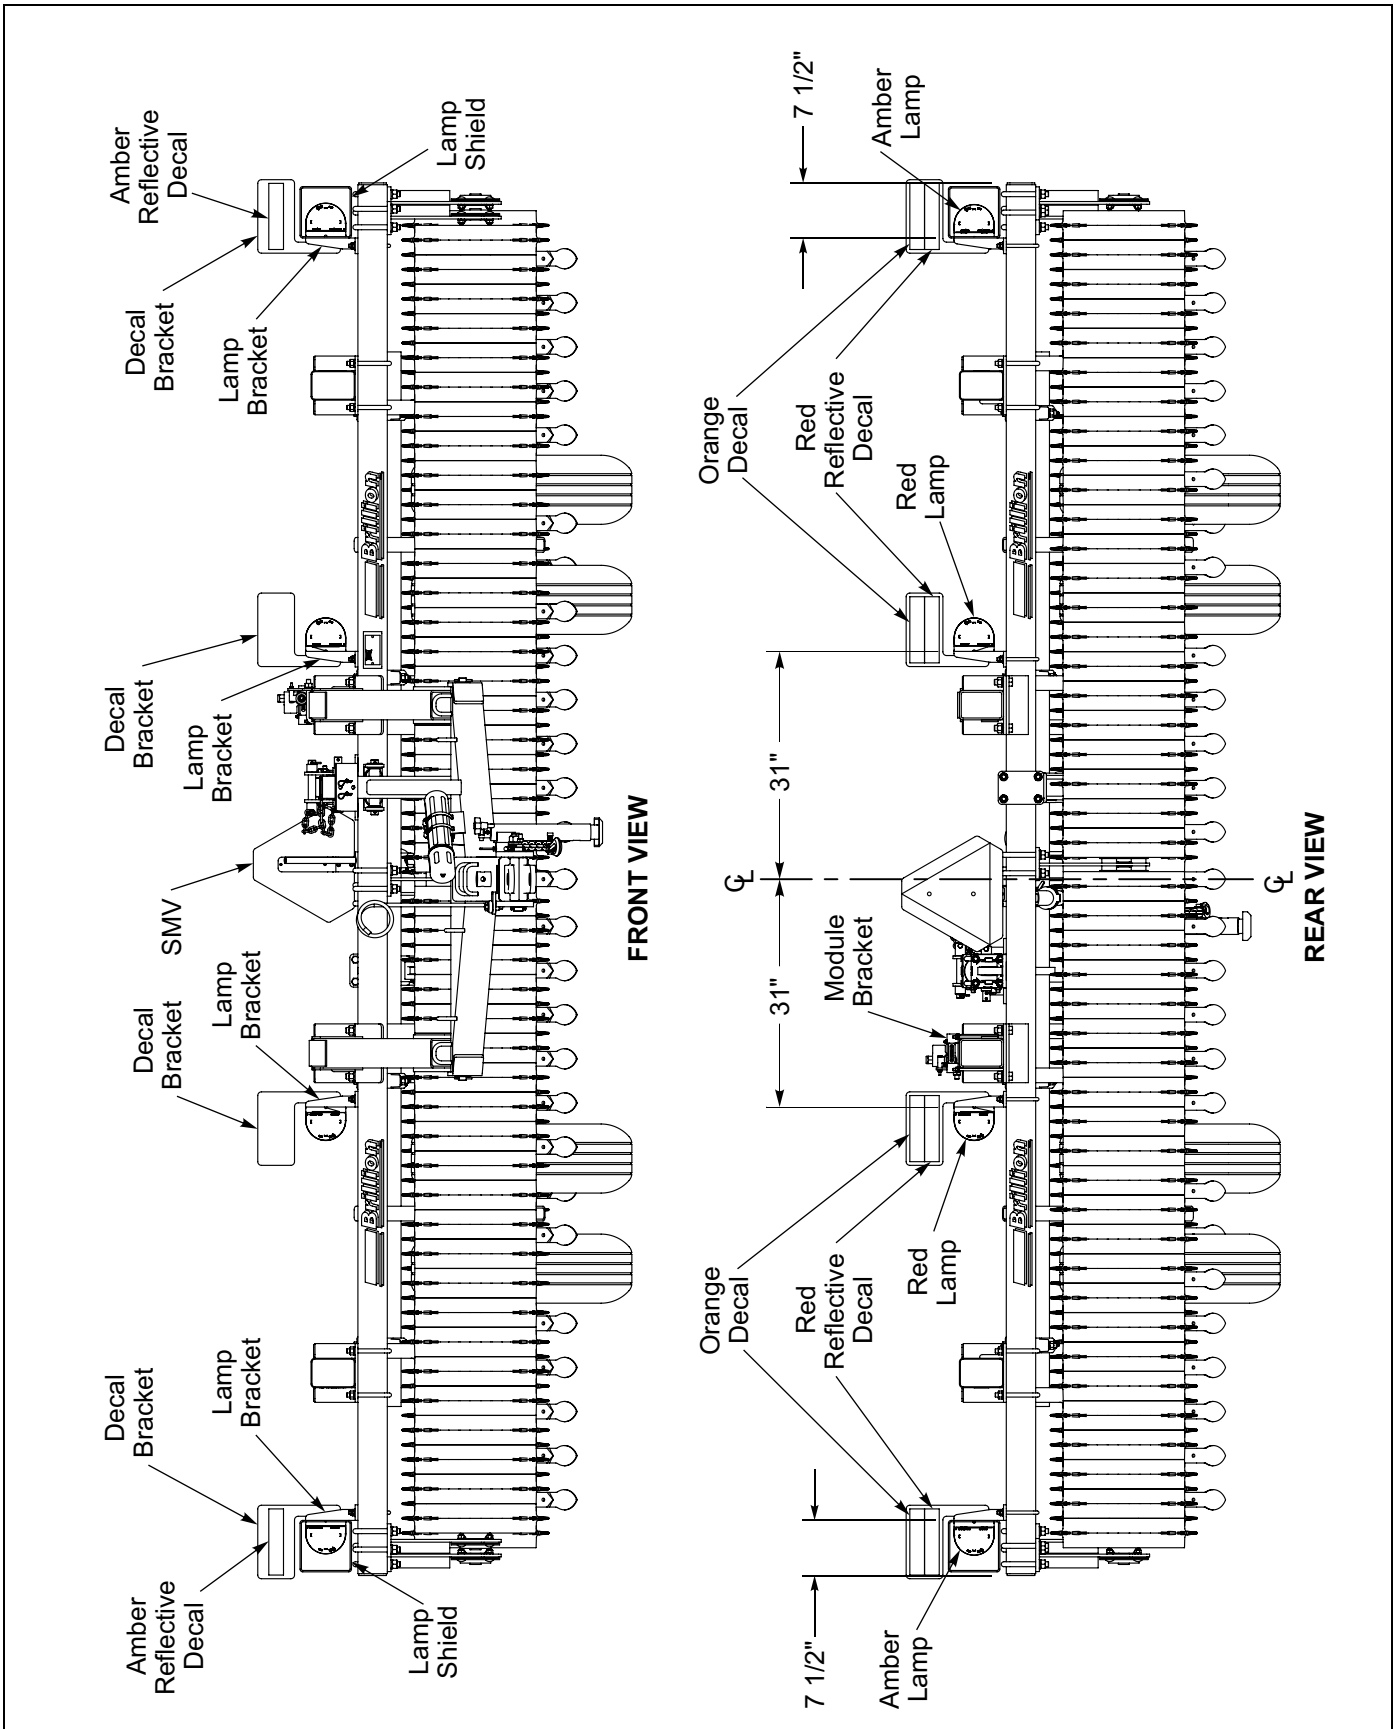 Amber
Reflective
Decal
Decal
Bracket
Lamp
Bracket
Lamp
Shield
Decal
Bracket
Lamp
Bracket
SMV
Decal
Bracket
Lamp
Bracket
Decal
Bracket
Lamp
Bracket
Amber
Reflective
Decal
Lamp
Shield
Brillion
Brillion
FRONT VIEW
7 1/2"
Amber
Lamp
Orange
Decal
Red
Reflective
Decal
Red
Lamp
31"
Module
Bracket
CL
31"
Orange
Decal
Red
Reflective
Decal
Red
Lamp
7 1/2"
Amber
Lamp
Brillion
Brillion
CL
REAR VIEW